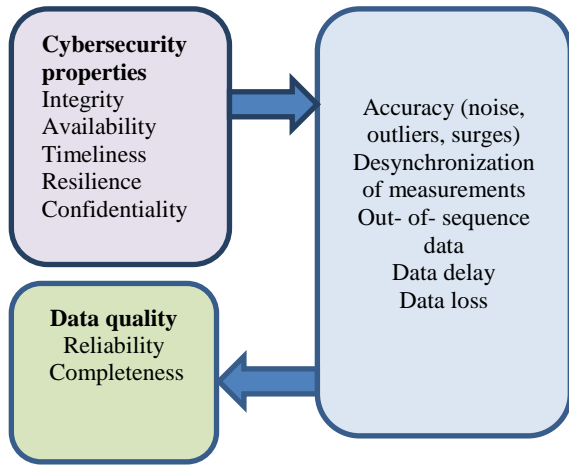 Cybersecurity
properties
Integrity
Availability
Timeliness
Resilience
Confidentiality
Accuracy (noise,
outliers, surges)
Desynchronization
of measurements
Out- of- sequence
data
Data delay
Data loss
Data quality
Reliability
Completeness